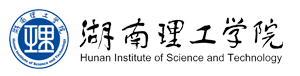 湖南理工学院
Hunan Institute of Science and Technology